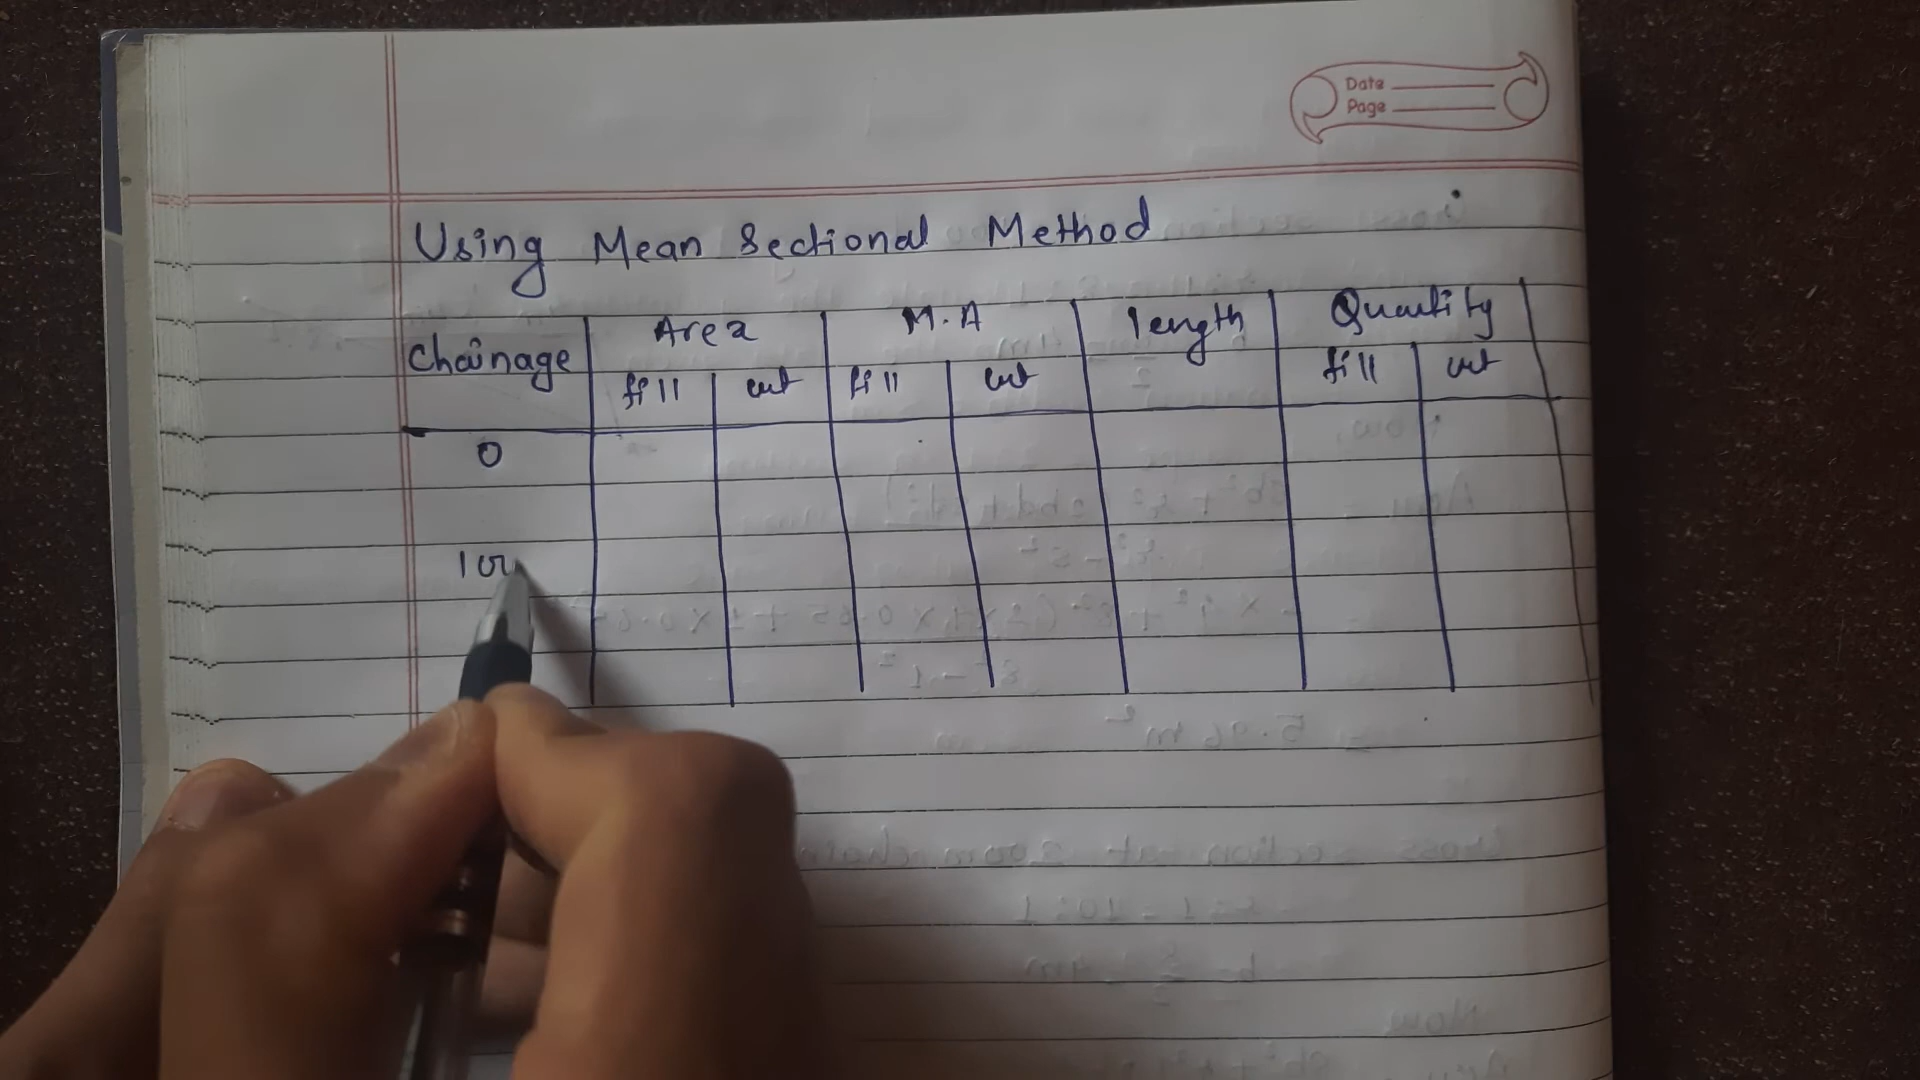 Date
Page
Using Mean Sectional Method
Chainage Area M.A length Quantity
fill cut fill cut fill cut
0
100